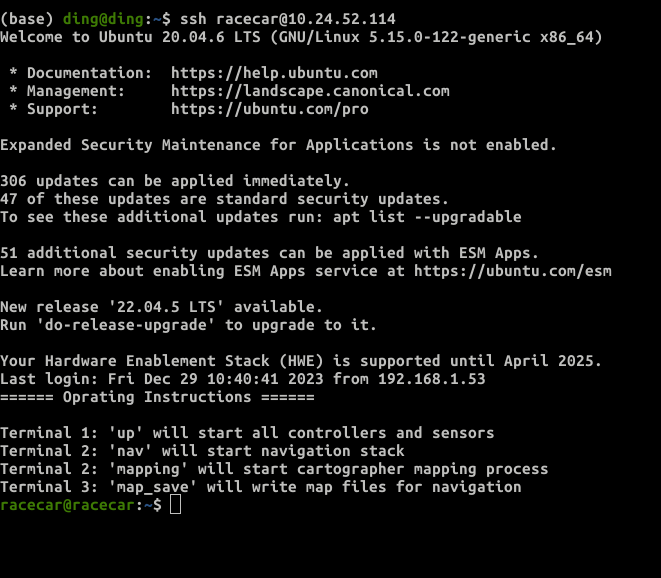 (base) ding@ding:~$ ssh racecar@10.24.52.114
Welcome to Ubuntu 20.04.6 LTS (GNU/Linux 5.15.0-122-generic x86_64)
* Documentation:  https://help.ubuntu.com
* Management:     https://landscape.canonical.com
* Support:        https://ubuntu.com/pro
Expanded Security Maintenance for Applications is not enabled.
306 updates can be applied immediately.
47 of these updates are standard security updates.
To see these additional updates run: apt list --upgradable
51 additional security updates can be applied with ESM Apps.
Learn more about enabling ESM Apps service at https://ubuntu.com/esm
New release '22.04.5 LTS' available.
Run 'do-release-upgrade' to upgrade to it.
Your Hardware Enablement Stack (HWE) is supported until April 2025.
Last login: Fri Dec 29 10:40:41 2023 from 192.168.1.53
====== Oprating Instructions ======
Terminal 1: 'up' will start all controllers and sensors
Terminal 2: 'nav' will start navigation stack
Terminal 2: 'mapping' will start cartographer mapping process
Terminal 3: 'map_save' will write map files for navigation
racecar@racecar:~$